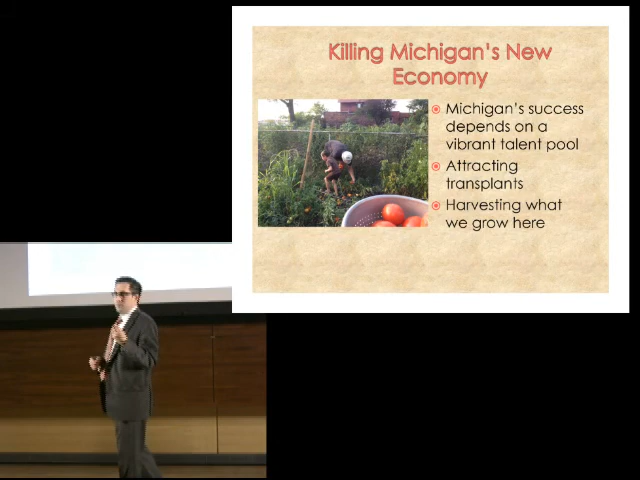 Killing Michigan's New
Economy
Michigan's success
depends on a
vibrant talent pool
Attracting
transplants
Harvesting what
we grow here